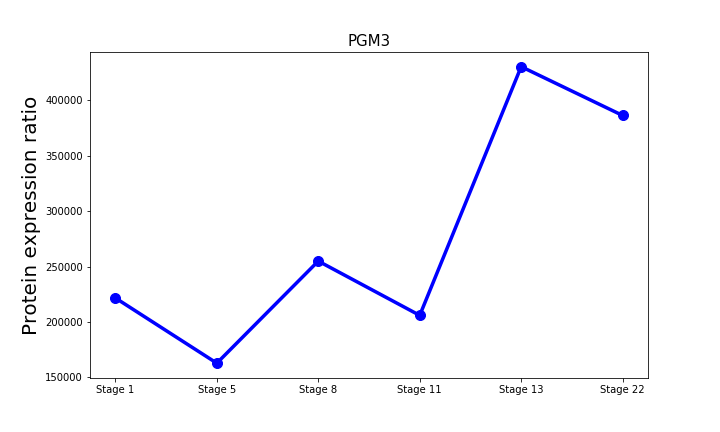 PGM3
Protein expression ratio
400000
350000
300000
250000
200000
150000
Stage 1
Stage 5
Stage 8
Stage 11
Stage 13
Stage 22